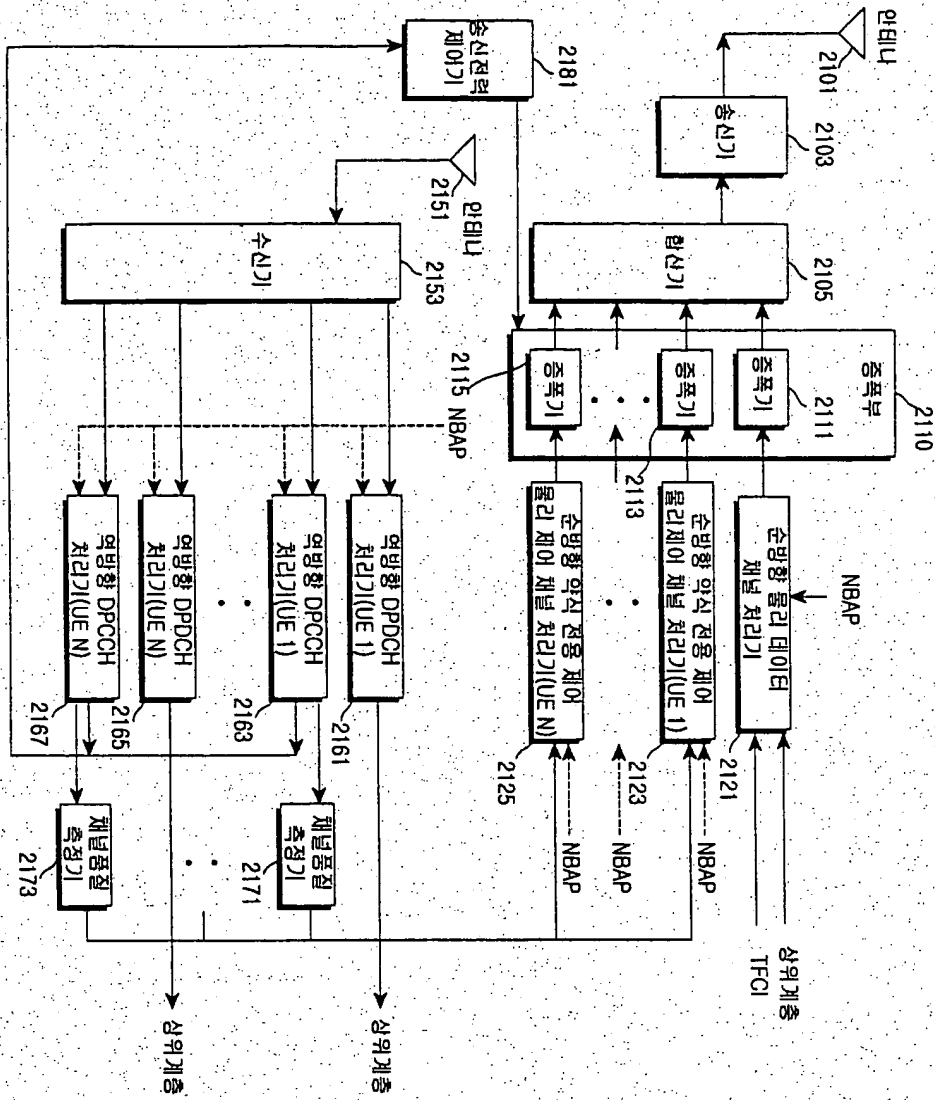 안테나
2101
송신기
2103
합산기
2105
증폭부
2110
증폭기
2111
증폭기
2113
증폭기
2115
순방향 물리 데이터
채널 처리기
2121
NBAP
상위계층
TFCI
순방향 약식 전용 제어
물리제어 채널 처리기(UE 1)
2123
NBAP
NBAP
순방향 약식 전용 제어
물리 제어 채널 처리기(UE N)
2125
NBAP
송신전력
제어기
2181
안테나
2151
수신기
2153
NBAP
역방향 DPDCH
처리기(UE 1)
2161
상위계층
역방향 DPCCH
처리기(UE 1)
2163
채널품질
측정기
2171
역방향 DPDCH
처리기(UE N)
2165
상위계층
역방향 DPCCH
처리기(UE N)
2167
채널품질
측정기
2173